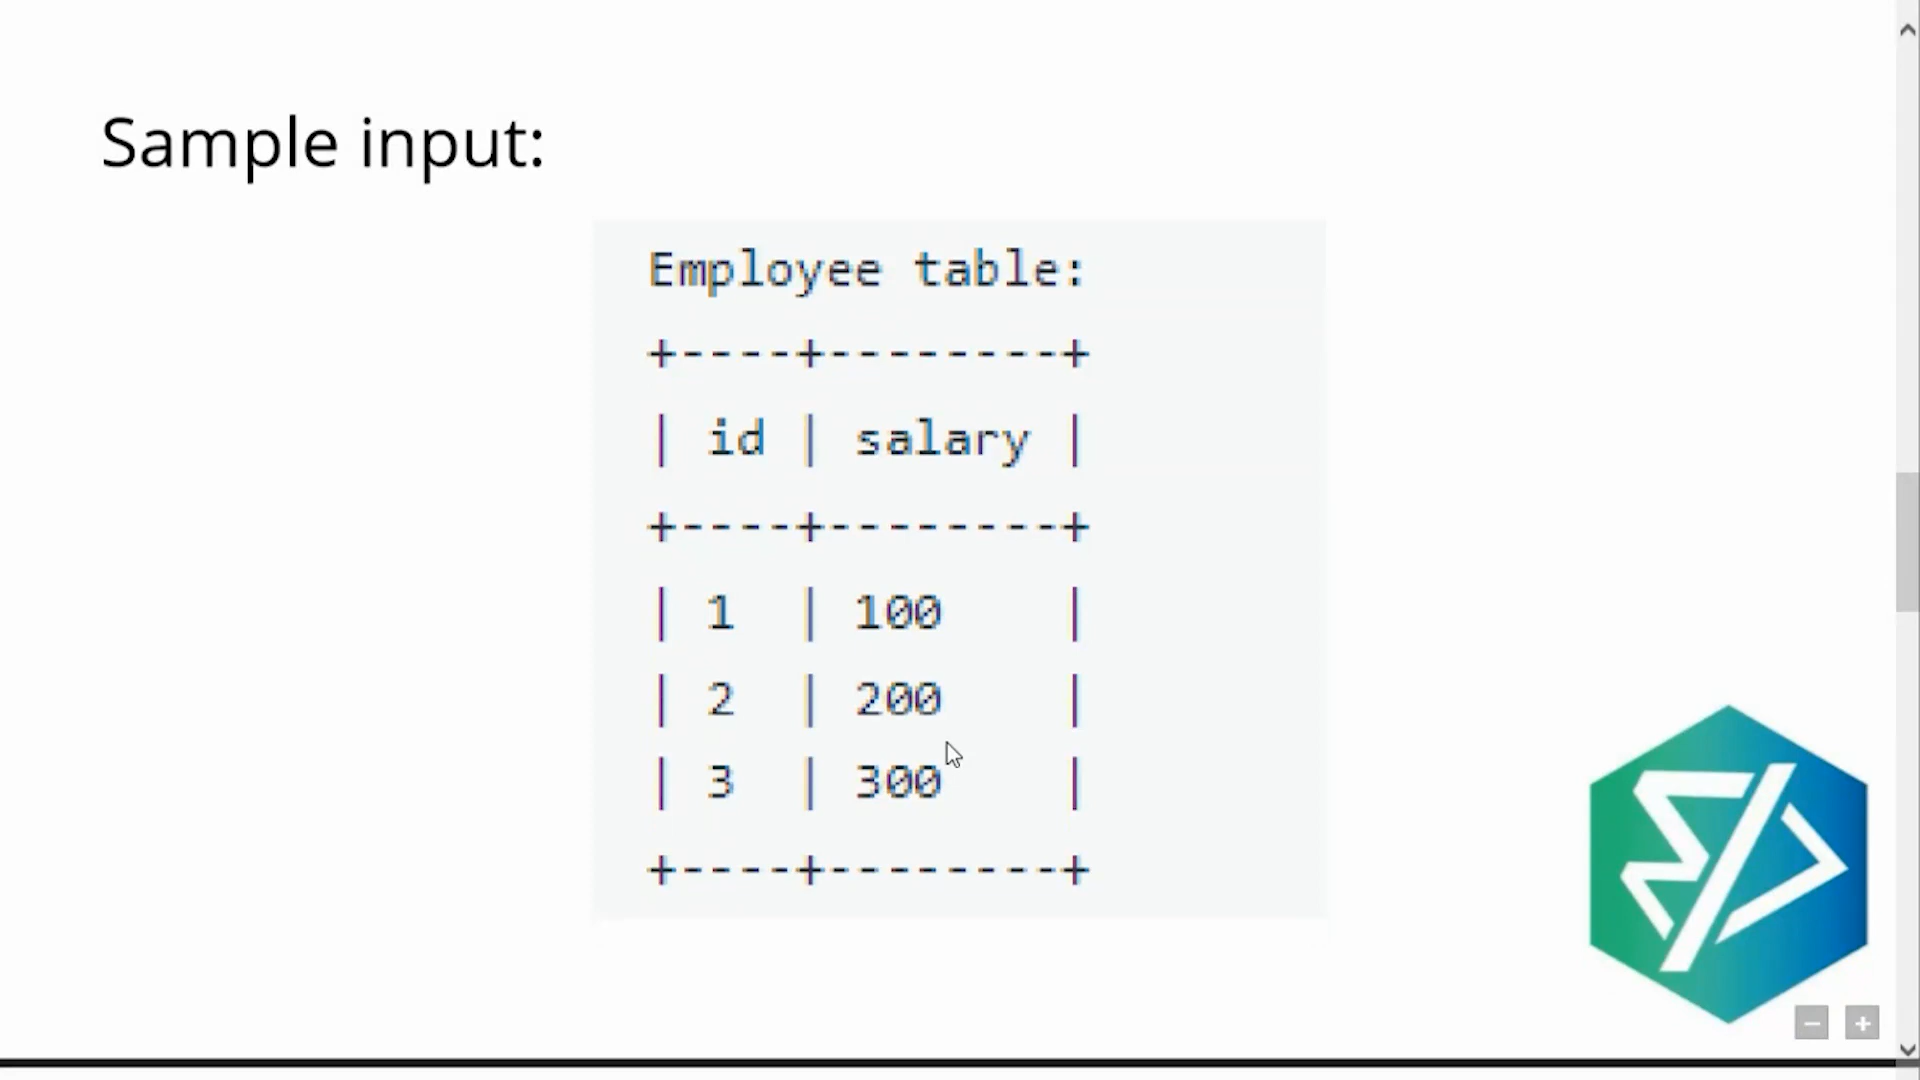 Sample input:
Employee table:
+----+--------+
| id | salary |
+----+--------+
| 1  | 100    |
| 2  | 200    |
| 3  | 300    |
+----+--------+